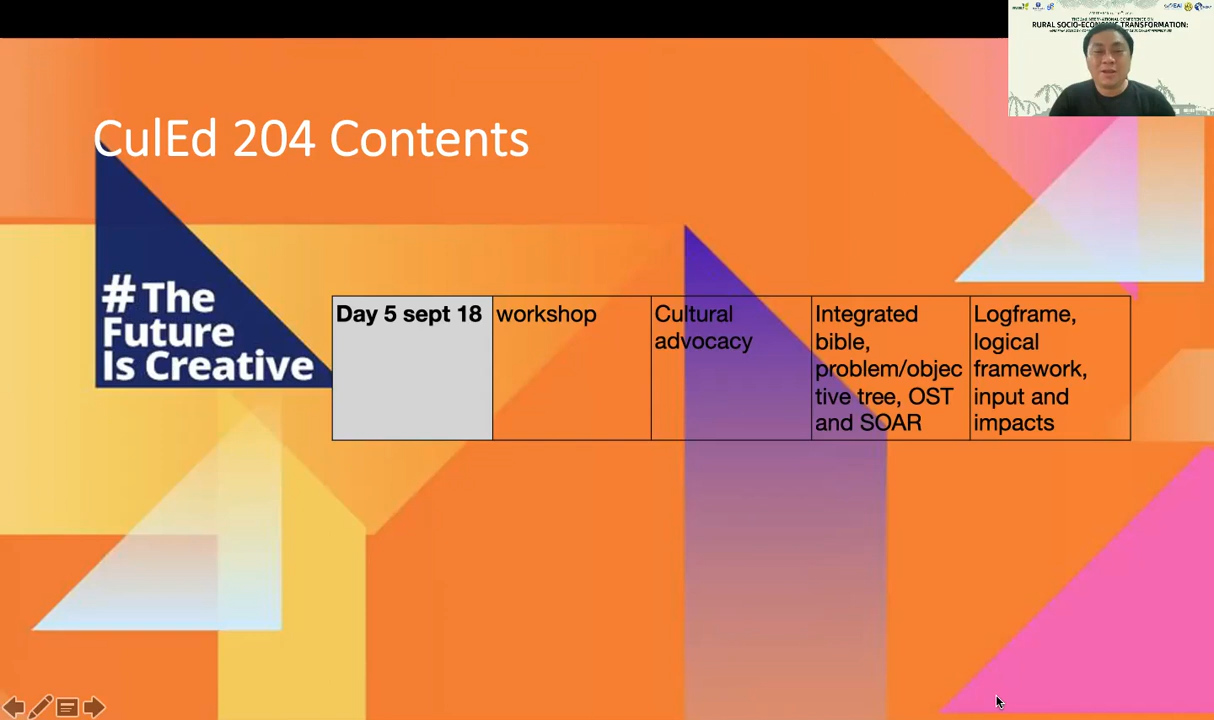 RURAL SOCIO-ECONOMIC TRANSFORMATION:
CulEd 204 Contents
# The
Future
Is Creative
Day 5 sept 18
workshop
Cultural
advocacy
Integrated
bible,
problem/objec
tive tree, OST
and SOAR
Logframe,
logical
framework,
input and
impacts